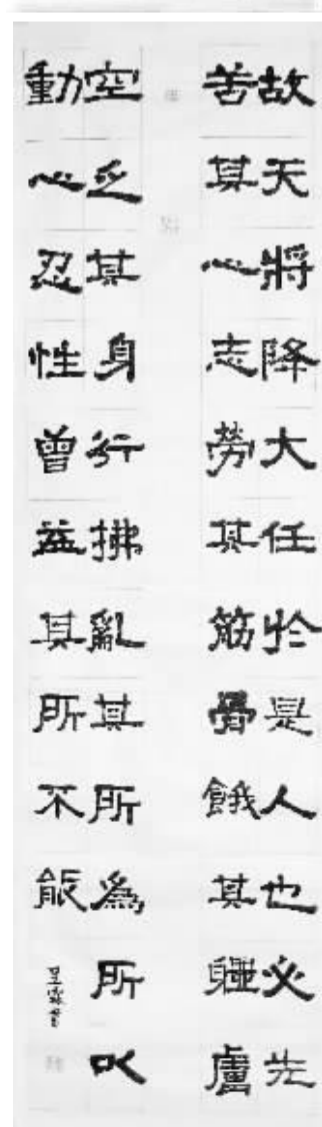 故天將降大任於是人也必先
苦其心志勞其筋骨餓其軆膚
空乏其身行拂亂其所為所以
動心忍性曾益其所不能